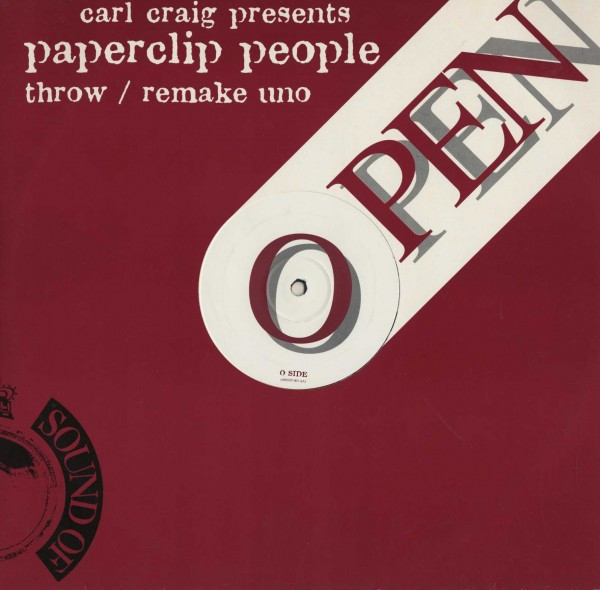 carl craig presents
paperclip people
throw / remake uno
OPEN
O SIDE
SOUND OF